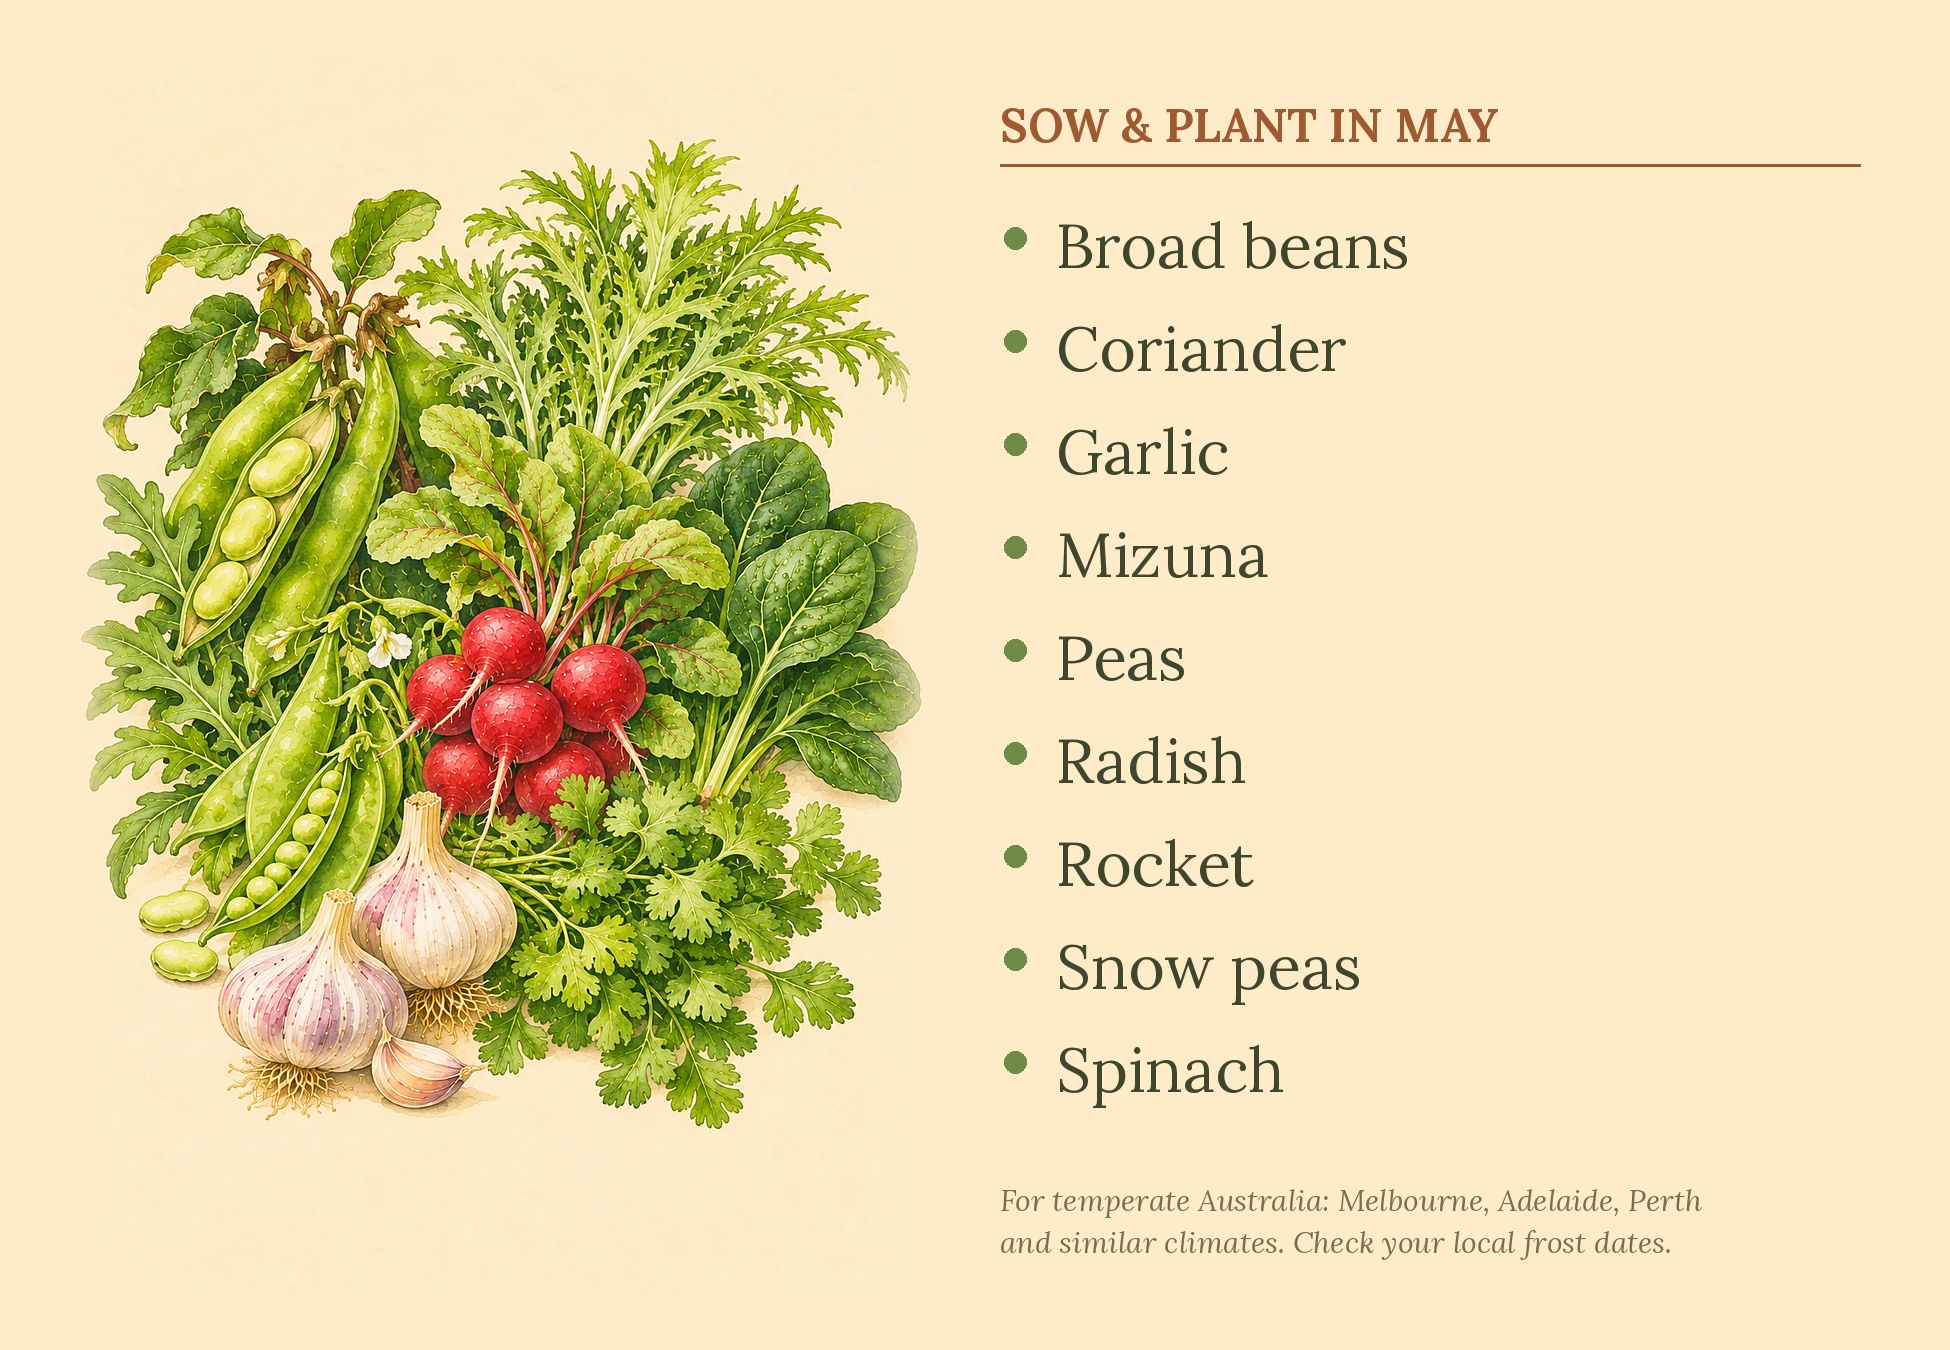 SOW & PLANT IN MAY
Broad beans
Coriander
Garlic
Mizuna
Peas
Radish
Rocket
Snow peas
Spinach
For temperate Australia: Melbourne, Adelaide, Perth
and similar climates. Check your local frost dates.